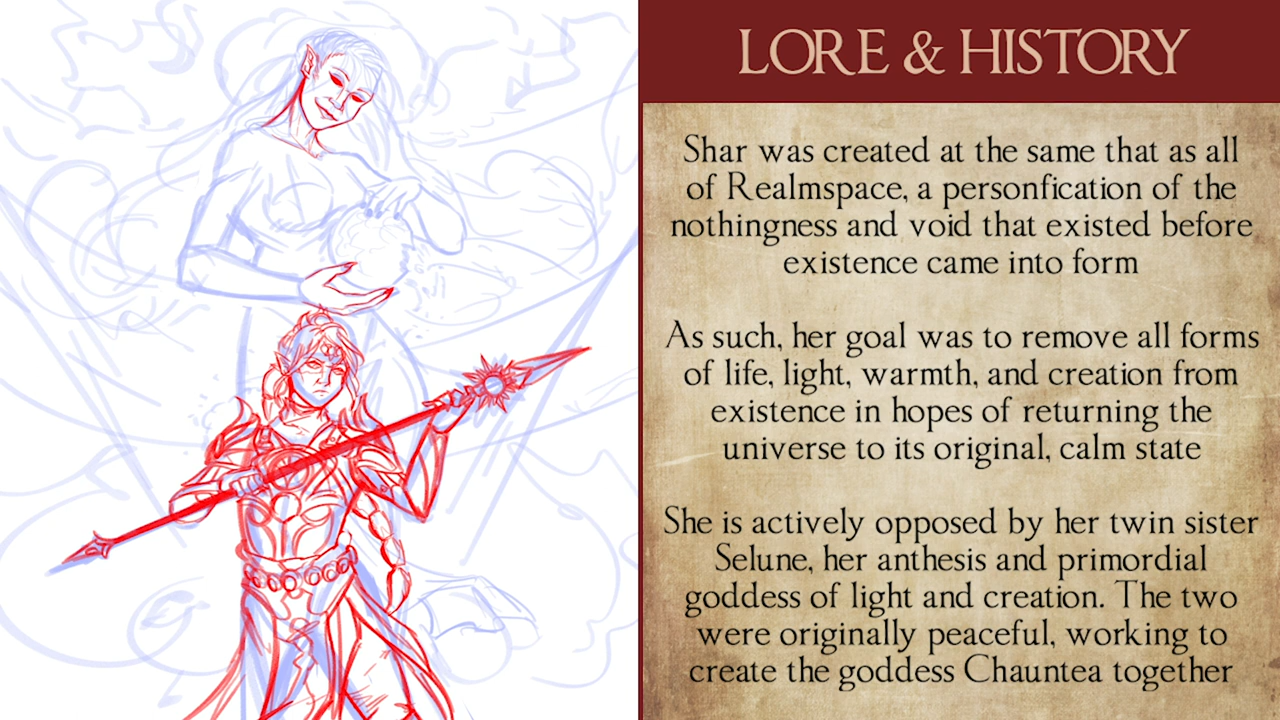 LORE & HISTORY
Shar was created at the same that as all
of Realmspace, a personfication of the
nothingness and void that existed before
existence came into form
As such, her goal was to remove all forms
of life, light, warmth, and creation from
existence in hopes of returning the
universe to its original, calm state
She is actively opposed by her twin sister
Selune, her anthesis and primordial
goddess of light and creation. The two
were originally peaceful, working to
create the goddess Chauntea together